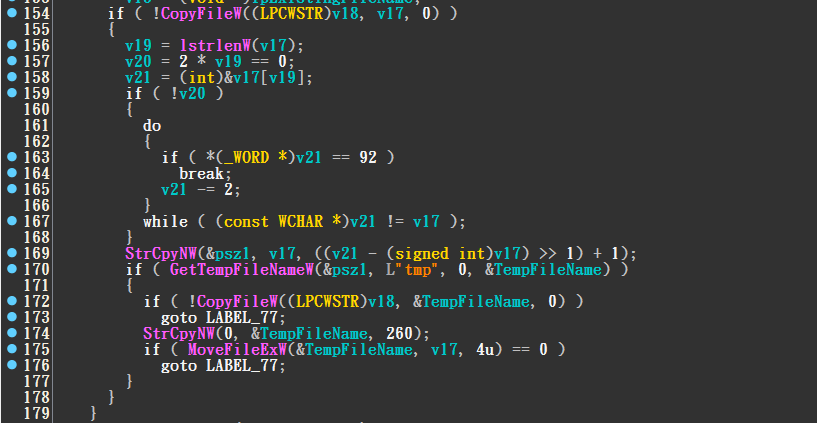 154 if ( !CopyFileW((LPCWSTR)v18, v17, 0) )
155 {
156 v19 = lstrlenW(v17);
157 v20 = 2 * v19 == 0;
158 v21 = (int)&v17[v19];
159 if ( !v20 )
160 {
161 do
162 {
163 if ( *(_WORD *)v21 == 92 )
164 break;
165 v21 -= 2;
166 }
167 while ( (const WCHAR *)v21 != v17 );
168 }
169 StrCpyNW(&psz1, v17, ((v21 - (signed int)v17) >> 1) + 1);
170 if ( GetTempFileNameW(&psz1, L"tmp", 0, &TempFileName) )
171 {
172 if ( !CopyFileW((LPCWSTR)v18, &TempFileName, 0) )
173 goto LABEL_77;
174 StrCpyNW(0, &TempFileName, 260);
175 if ( MoveFileExW(&TempFileName, v17, 4u) == 0 )
176 goto LABEL_77;
177 }
178 }
179 }